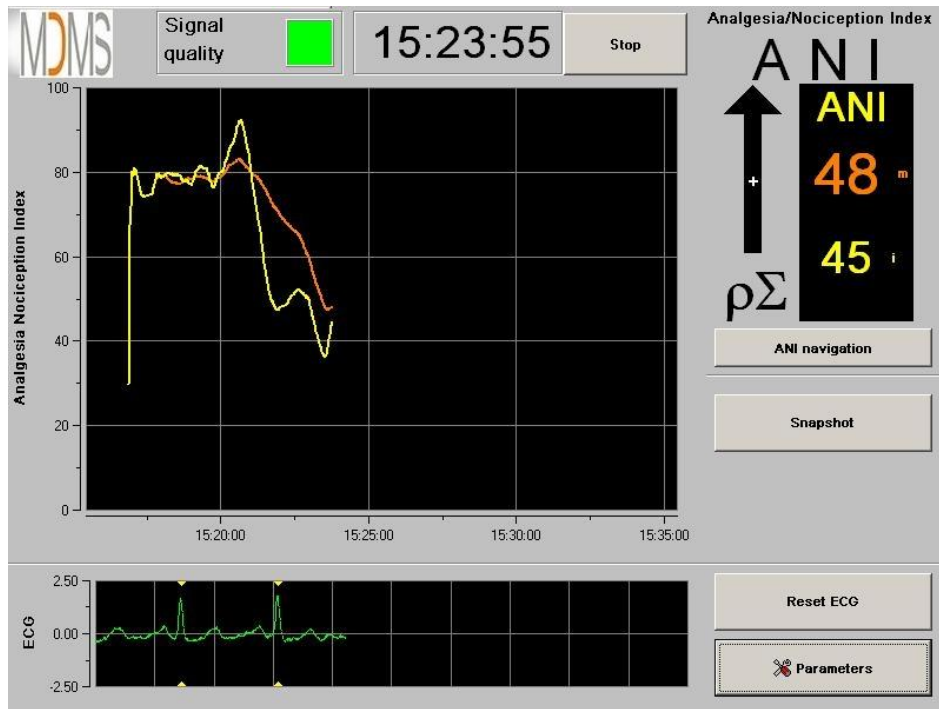 MDMS
Signal
quality
15:23:55
Stop
Analgesia/Nociception Index
A N I
ANI
48 m
45 i
+
ρΣ
ANI navigation
Snapshot
Analgesia Nociception Index
100
80
60
40
20
0
15:20:00
15:25:00
15:30:00
15:35:00
ECG
2.50
0.00
-2.50
Reset ECG
Parameters